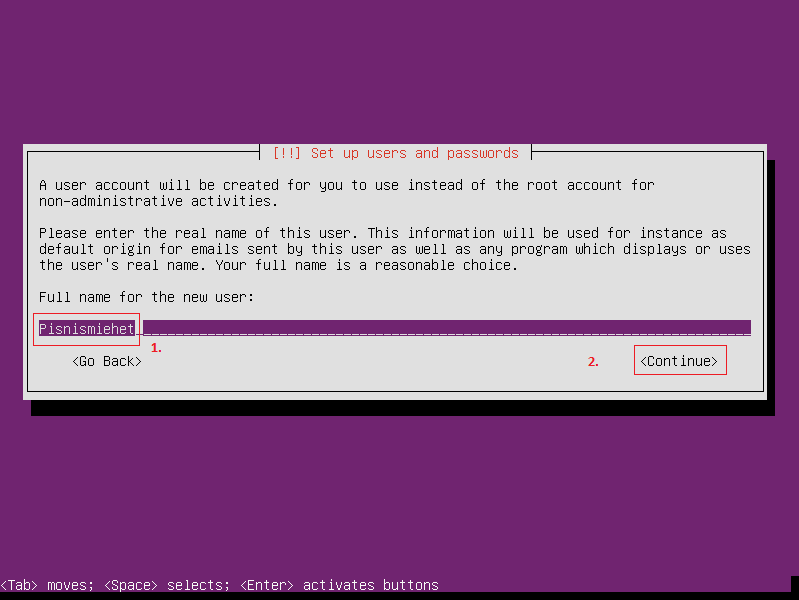 [!!] Set up users and passwords
A user account will be created for you to use instead of the root account for
non-administrative activities.
Please enter the real name of this user. This information will be used for instance as
default origin for emails sent by this user as well as any program which displays or uses
the user's real name. Your full name is a reasonable choice.
Full name for the new user:
Pisnismiehet
1.
<Go Back> 2. <Continue>
<Tab> moves; <Space> selects; <Enter> activates buttons